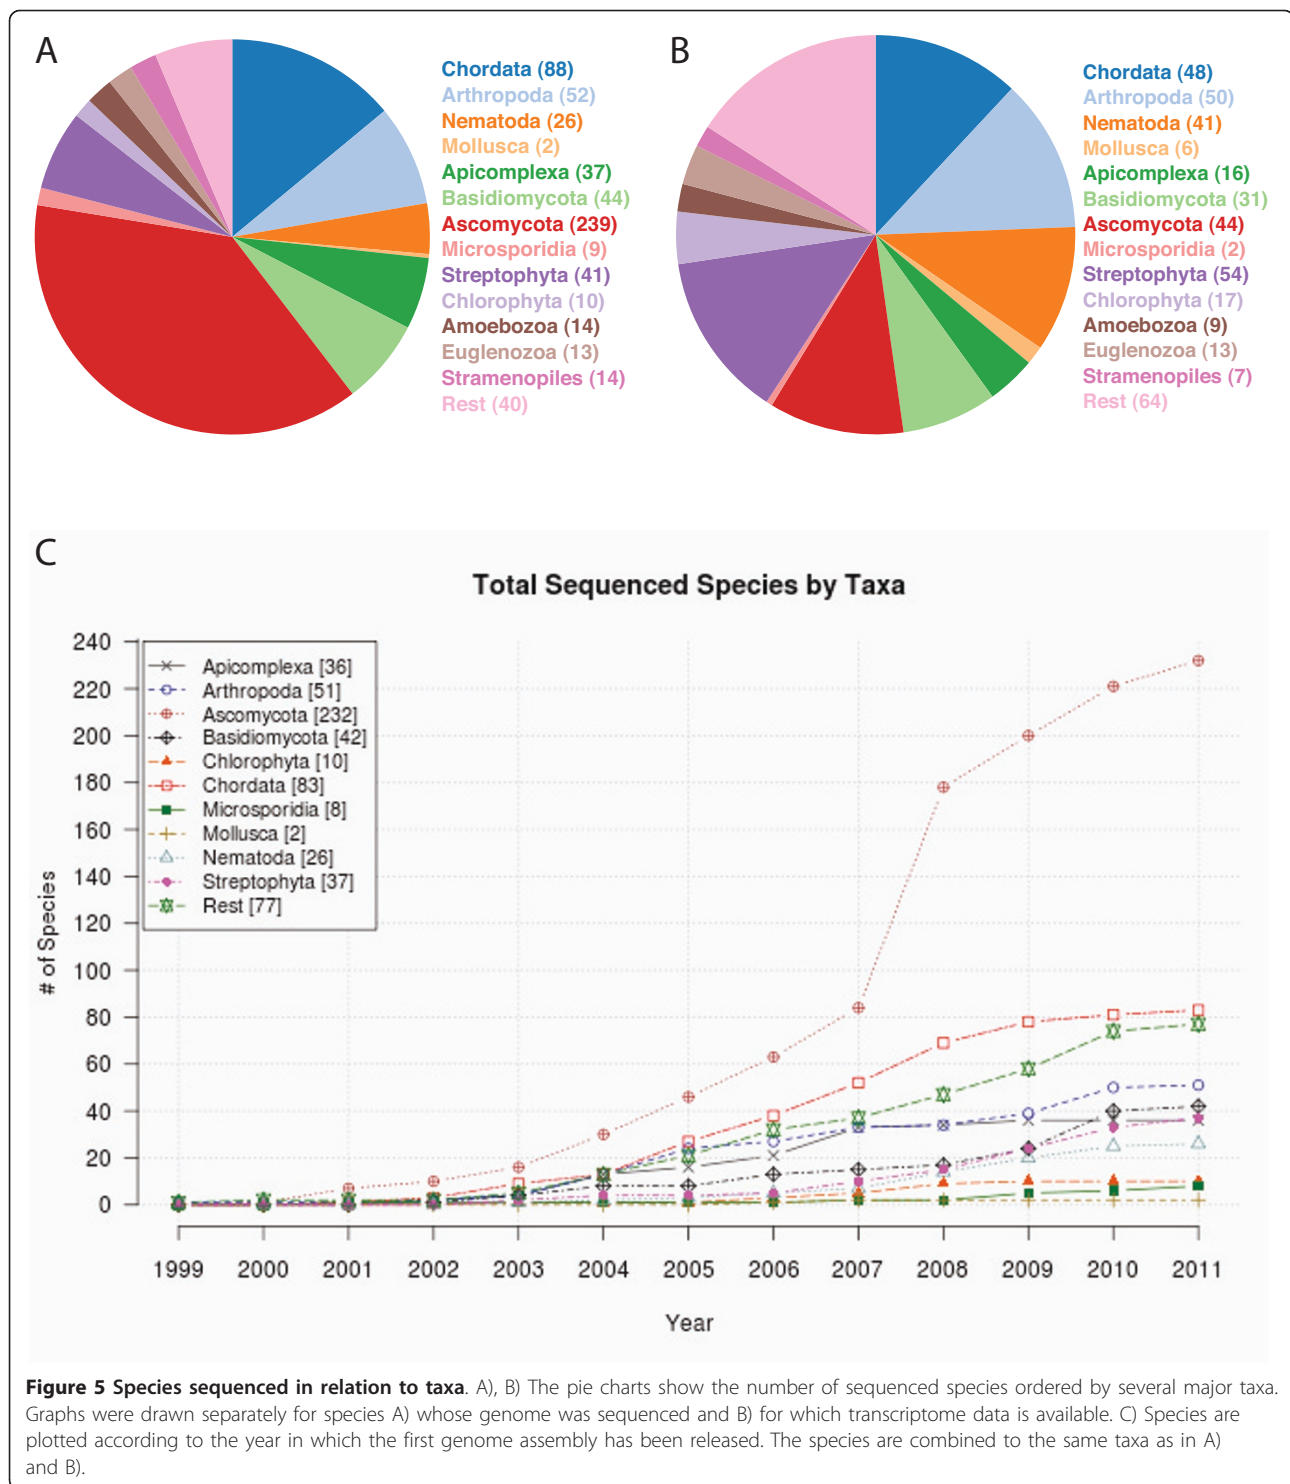 A
Chordata (88)
Arthropoda (52)
Nematoda (26)
Mollusca (2)
Apicomplexa (37)
Basidiomycota (44)
Ascomycota (239)
Microsporidia (9)
Streptophyta (41)
Chlorophyta (10)
Amoebozoa (14)
Euglenozoa (13)
Stramenopiles (14)
Rest (40)
B
Chordata (48)
Arthropoda (50)
Nematoda (41)
Mollusca (6)
Apicomplexa (16)
Basidiomycota (31)
Ascomycota (44)
Microsporidia (2)
Streptophyta (54)
Chlorophyta (17)
Amoebozoa (9)
Euglenozoa (13)
Stramenopiles (7)
Rest (64)
C
Total Sequenced Species by Taxa
# of Species
240
220
200
180
160
140
120
100
80
60
40
20
0
Apicomplexa [36]
Arthropoda [51]
Ascomycota [232]
Basidiomycota [42]
Chlorophyta [10]
Chordata [83]
Microsporidia [8]
Mollusca [2]
Nematoda [26]
Streptophyta [37]
Rest [77]
1999 2000 2001 2002 2003 2004 2005 2006 2007 2008 2009 2010 2011
Year
Figure 5 Species sequenced in relation to taxa. A), B) The pie charts show the number of sequenced species ordered by several major taxa.
Graphs were drawn separately for species A) whose genome was sequenced and B) for which transcriptome data is available. C) Species are
plotted according to the year in which the first genome assembly has been released. The species are combined to the same taxa as in A)
and B).